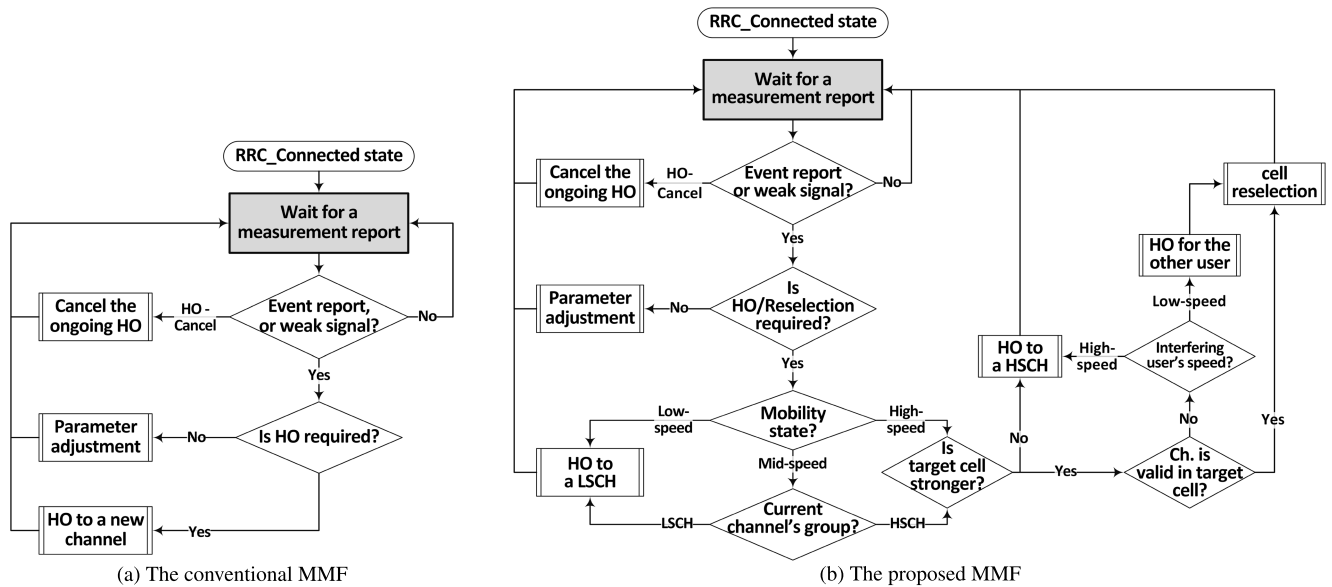 RRC_Connected state
Wait for a
measurement report
Event report,
or weak signal?
HO -
Cancel
Cancel the
ongoing HO
No
Yes
Is HO required?
No
Parameter
adjustment
Yes
HO to a new
channel
(a) The conventional MMF
RRC_Connected state
Wait for a
measurement report
Event report
or weak signal?
HO-
Cancel
Cancel the
ongoing HO
No
Yes
Is
HO/Reselection
required?
No
Parameter
adjustment
Yes
Mobility
state?
Low-
speed
High-
speed
HO to
a LSCH
Mid-speed
Current
channel's group?
LSCH
HSCH
Is
target cell
stronger?
No
Yes
HO to
a HSCH
Ch. is
valid in target
cell?
No
Yes
Interfering
user's speed?
High-
speed
Low-speed
HO for the
other user
cell
reselection
(b) The proposed MMF